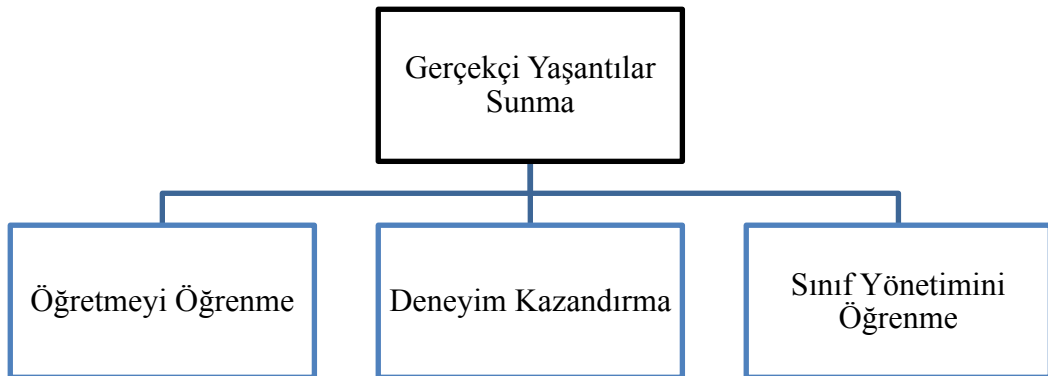 Gerçekçi Yaşantılar
Sunma
Öğretmeyi Öğrenme
Deneyim Kazandırma
Sınıf Yönetimini
Öğrenme